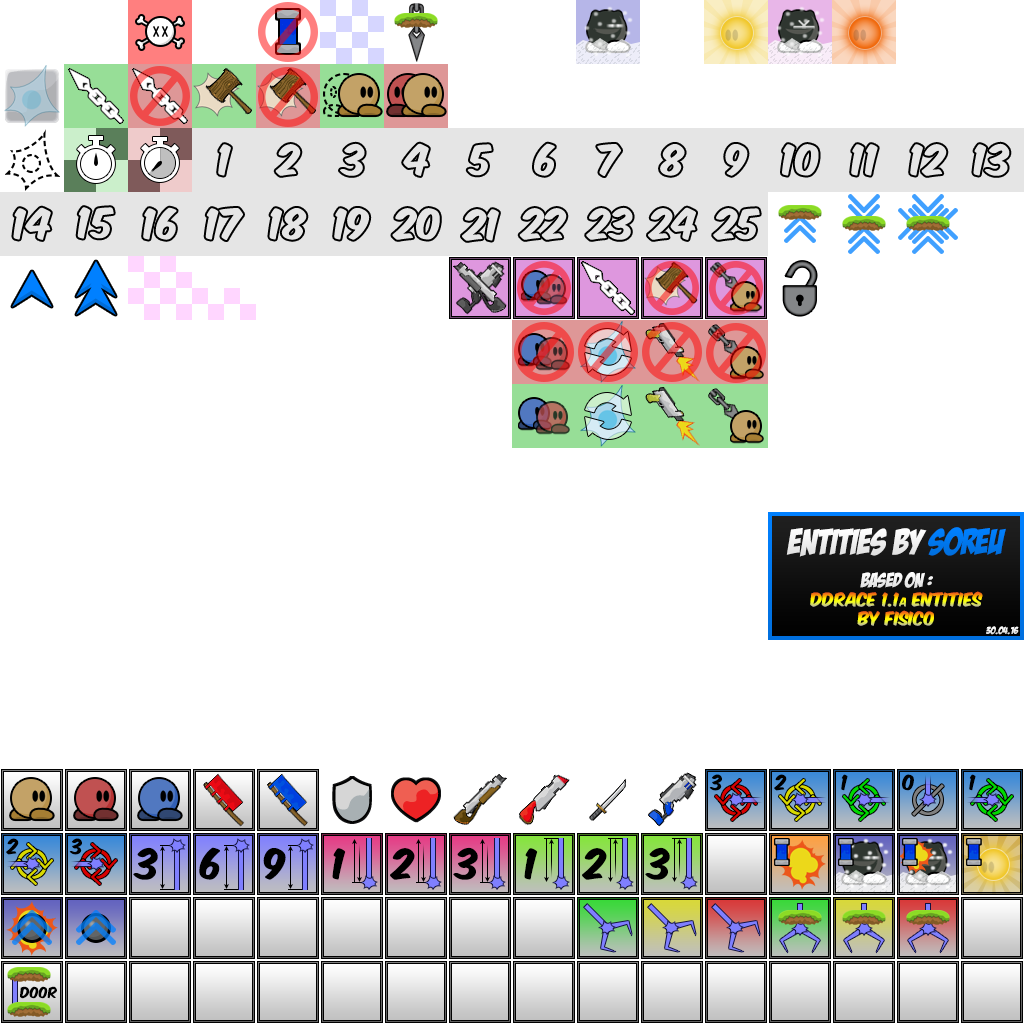 1 2 3 4 5 6 7 8 9 10 11 12 13
14 15 16 17 18 19 20 21 22 23 24 25
ENTITIES BY SOREU
BASED ON :
DDRACE 1.1A ENTITIES
BY FISICO
30.04.16
3 2 1 0 1
2 3 3 6 9 1 2 3 1 2 3
DOOR